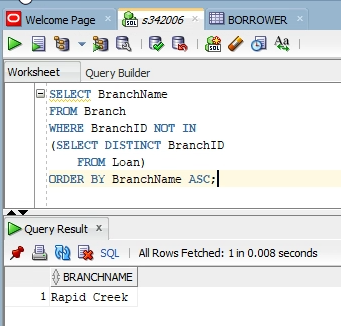 Welcome Page
s342006
BORROWER
Worksheet
Query Builder
SELECT BranchName
FROM Branch
WHERE BranchID NOT IN
(SELECT DISTINCT BranchID
FROM Loan)
ORDER BY BranchName ASC;
Query Result
SQL | All Rows Fetched: 1 in 0.008 seconds
BRANCHNAME
1 Rapid Creek